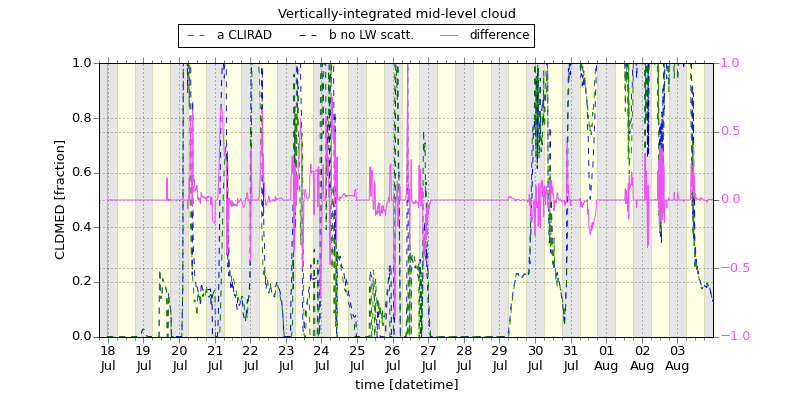 Vertically-integrated mid-level cloud
a CLIRAD b no LW scatt. difference
1.0 1.0
0.8 0.5
0.6
0.0
0.4
0.2 −0.5
0.0 −1.0
CLDMED [fraction]
18 19 20 21 22 23 24 25 26 27 28 29 30 31 01 02 03
Jul Jul Jul Jul Jul Jul Jul Jul Jul Jul Jul Jul Jul Jul Aug Aug Aug
time [datetime]